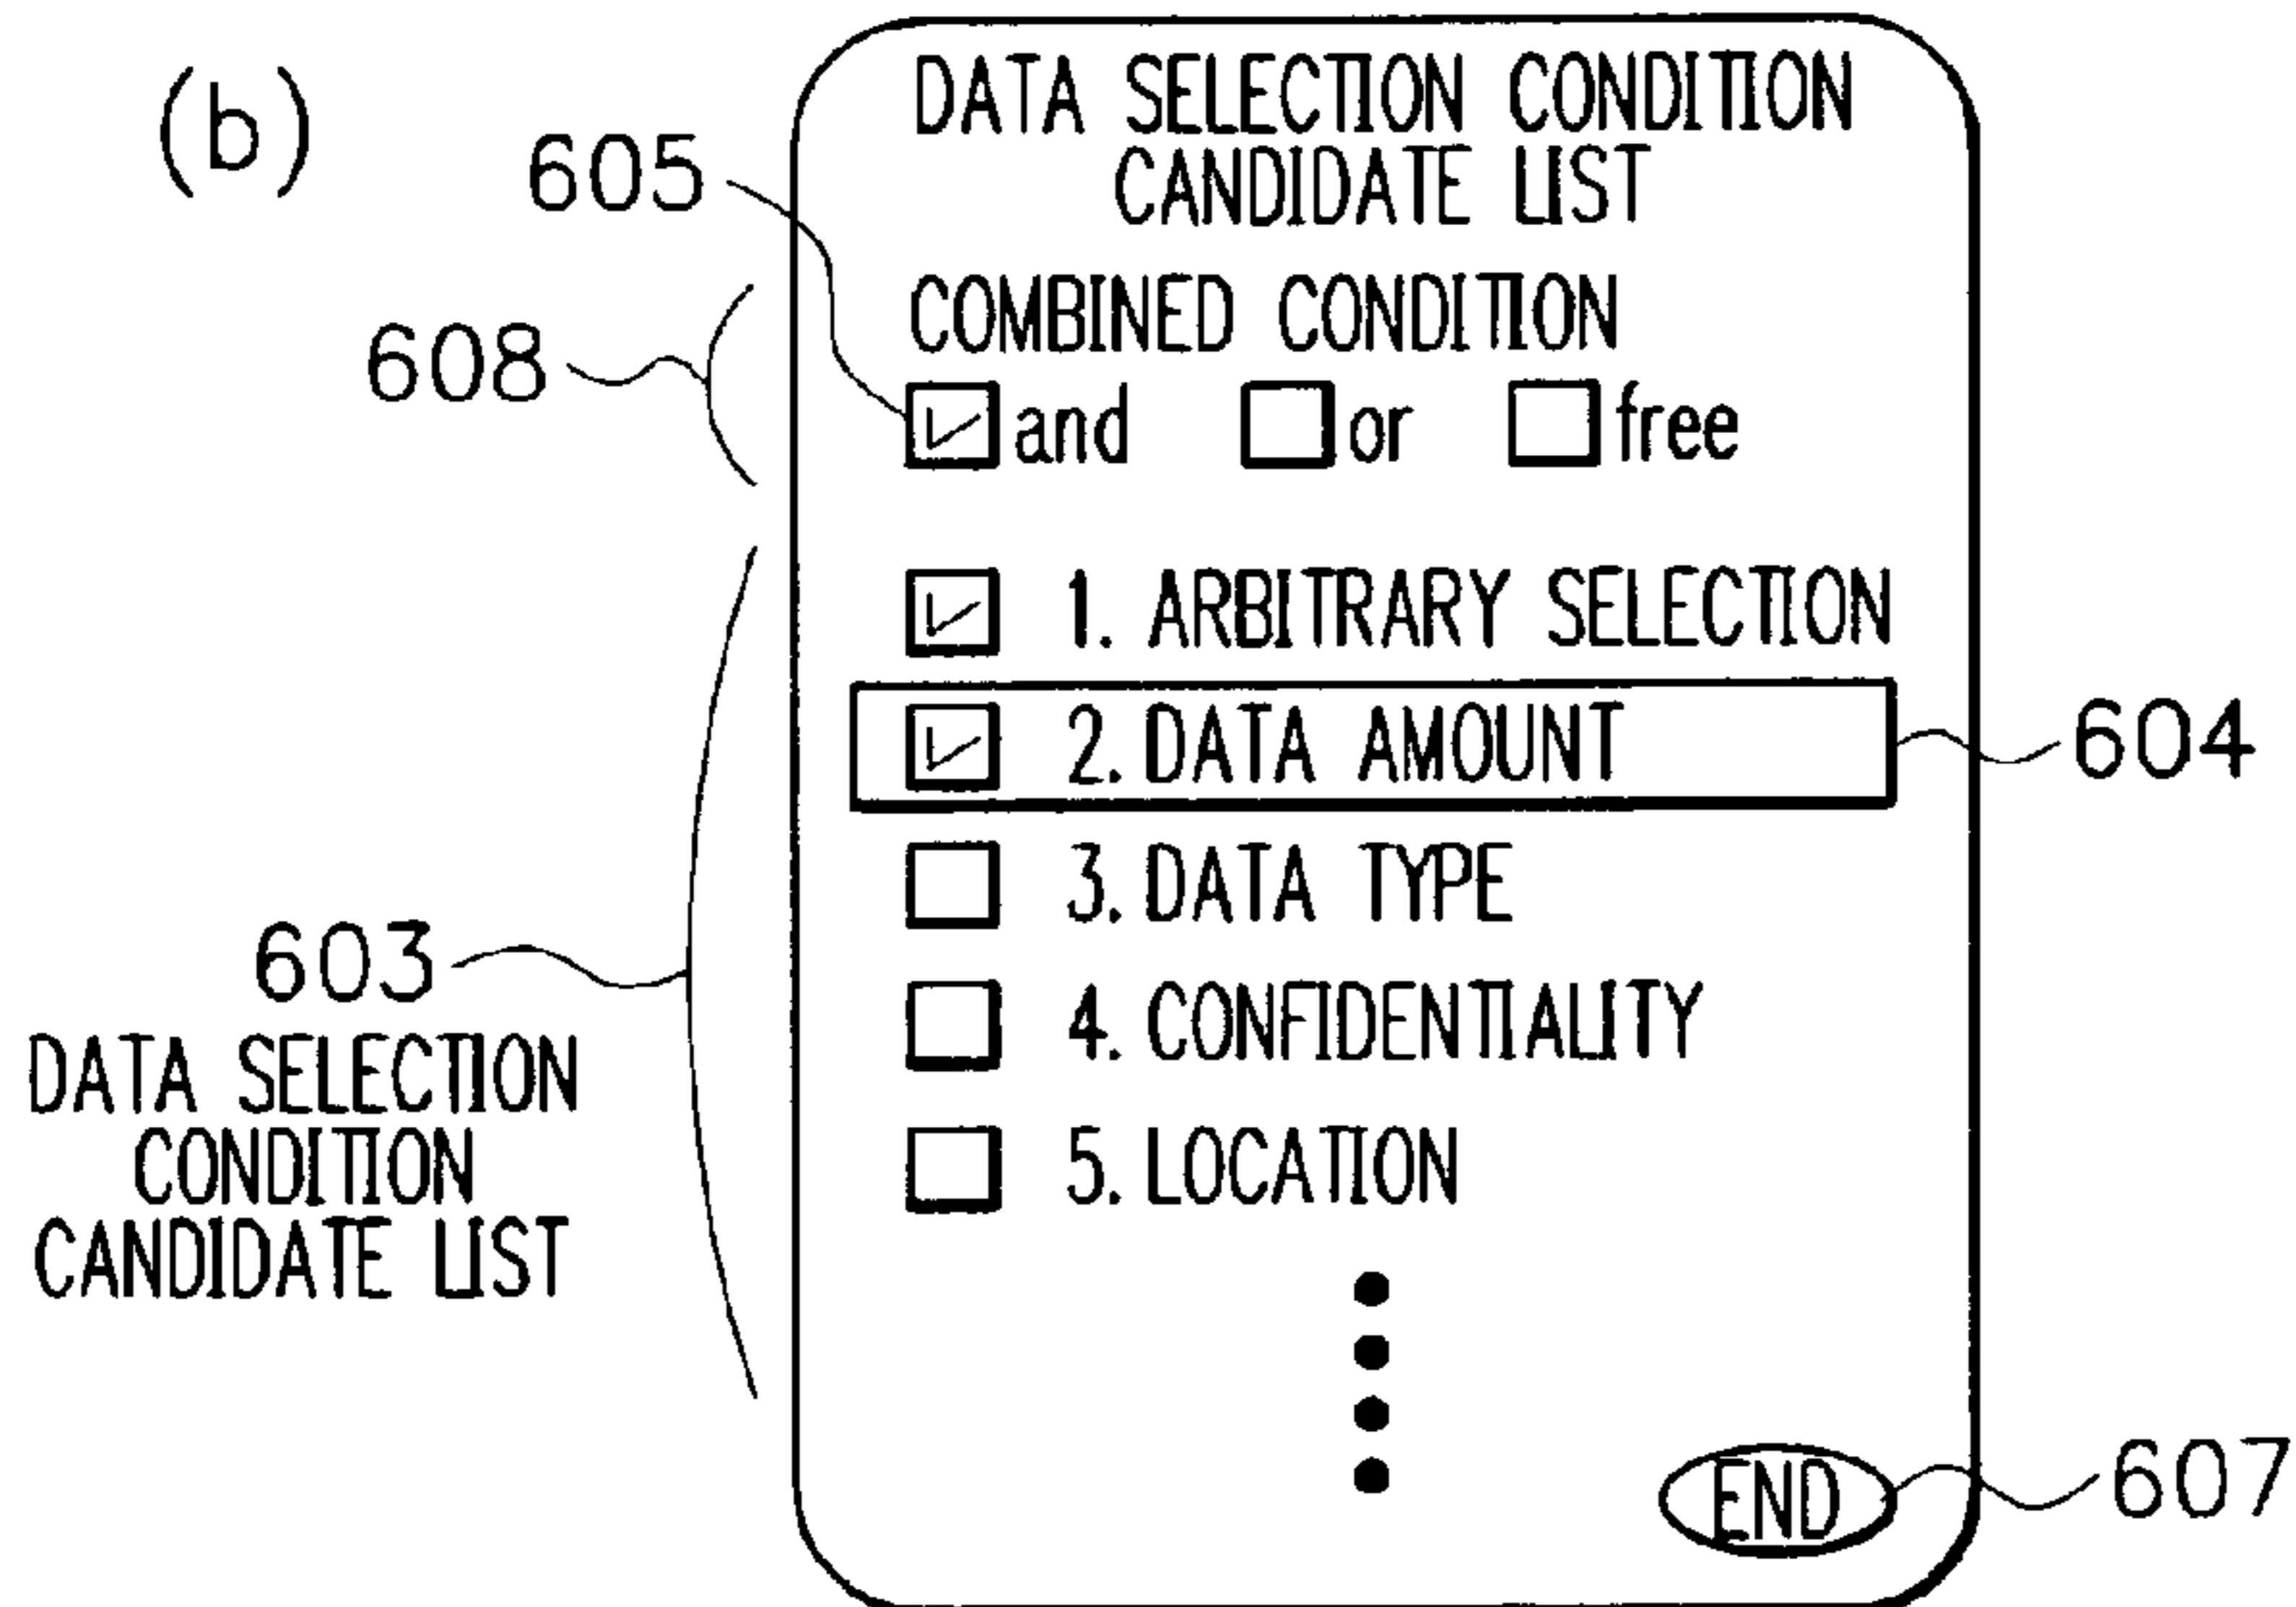 (b)
605
DATA SELECTION CONDITION
CANDIDATE LIST
608
COMBINED CONDITION
and or free
1. ARBITRARY SELECTION
2. DATA AMOUNT
604
3. DATA TYPE
4. CONFIDENTIALITY
5. LOCATION
603
DATA SELECTION
CONDITION
CANDIDATE LIST
END
607